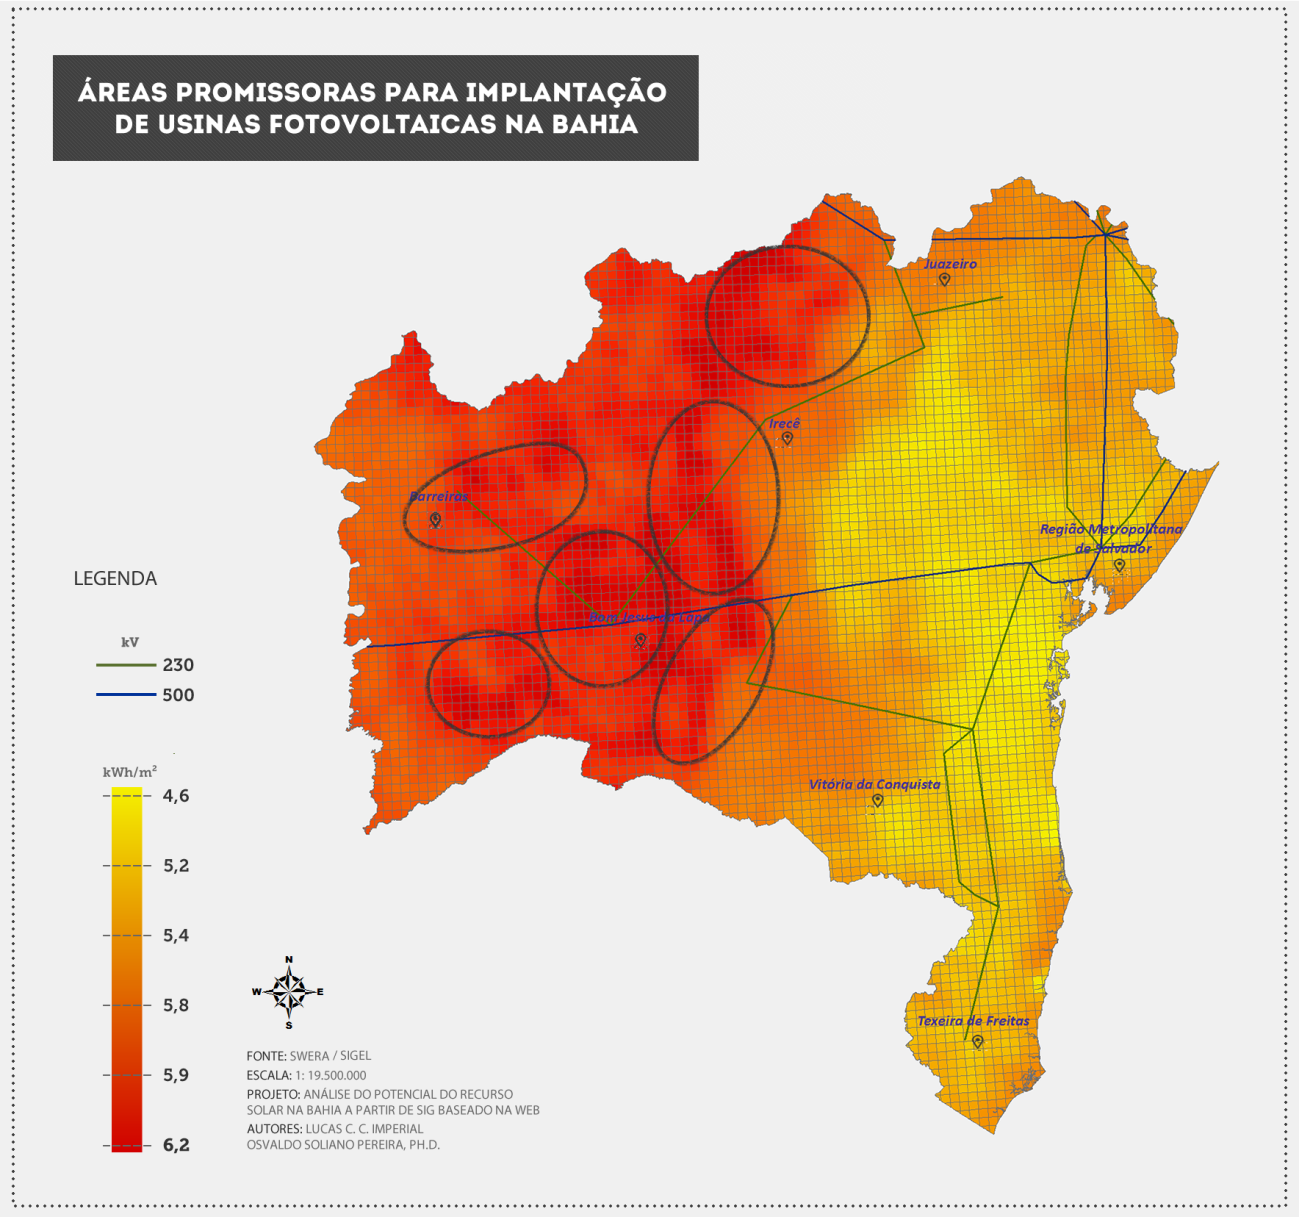 ÁREAS PROMISSORAS PARA IMPLANTAÇÃO
DE USINAS FOTOVOLTAICAS NA BAHIA
Juazeiro
Irecê
Barreiras
Região Metropolitana
de Salvador
Bom Jesus da Lapa
Vitória da Conquista
Texeira de Freitas
LEGENDA
kV
230
500
kWh/m²
4,6
5,2
5,4
5,8
5,9
6,2
N
W E
S
FONTE: SWERA / SIGEL
ESCALA: 1: 19.500.000
PROJETO: ANÁLISE DO POTENCIAL DO RECURSO
SOLAR NA BAHIA A PARTIR DE SIG BASEADO NA WEB
AUTORES: LUCAS C. C. IMPERIAL
OSVALDO SOLIANO PEREIRA, PH.D.